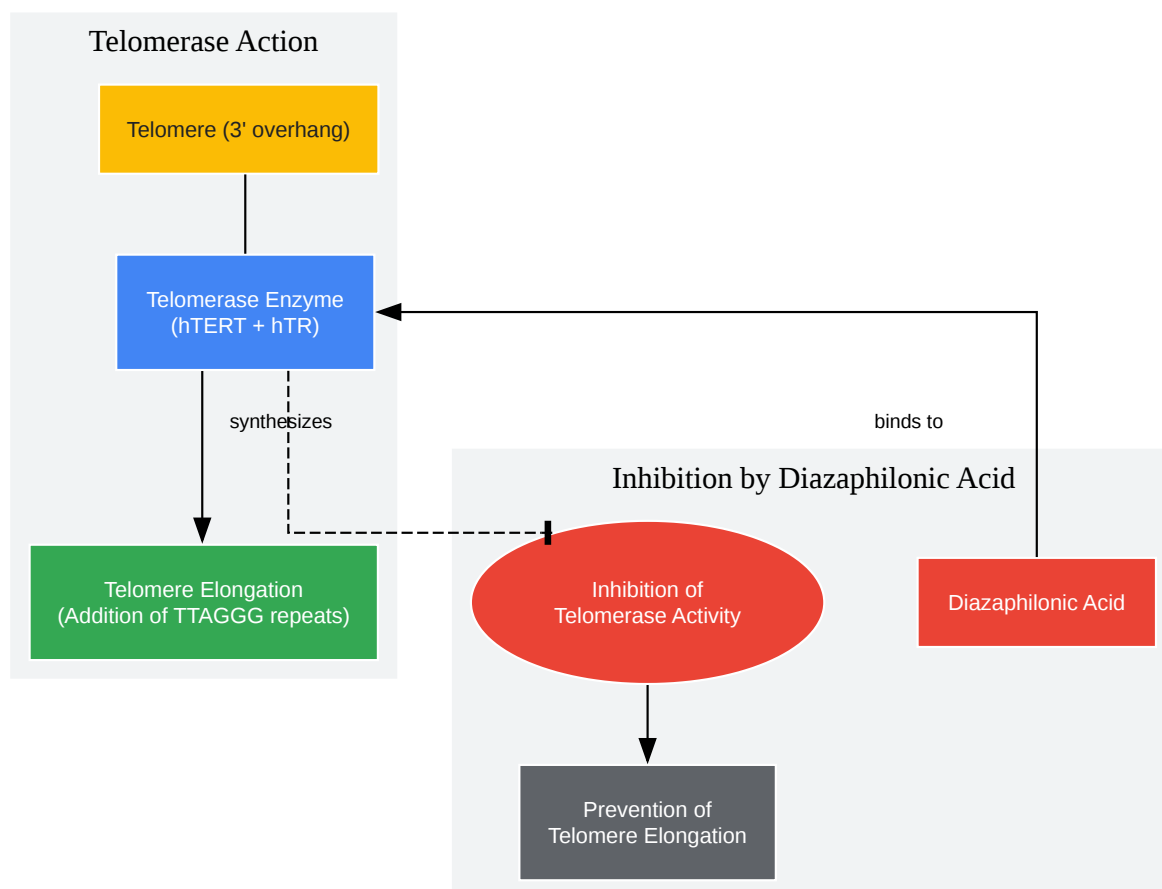 Telomerase Action
Telomere (3' overhang)
Telomerase Enzyme
(hTERT + hTR)
synthesizes
binds to
Telomere Elongation
(Addition of TTAGGG repeats)
Inhibition by Diazaphilonic Acid
Inhibition of
Telomerase Activity
Diazaphilonic Acid
Prevention of
Telomere Elongation